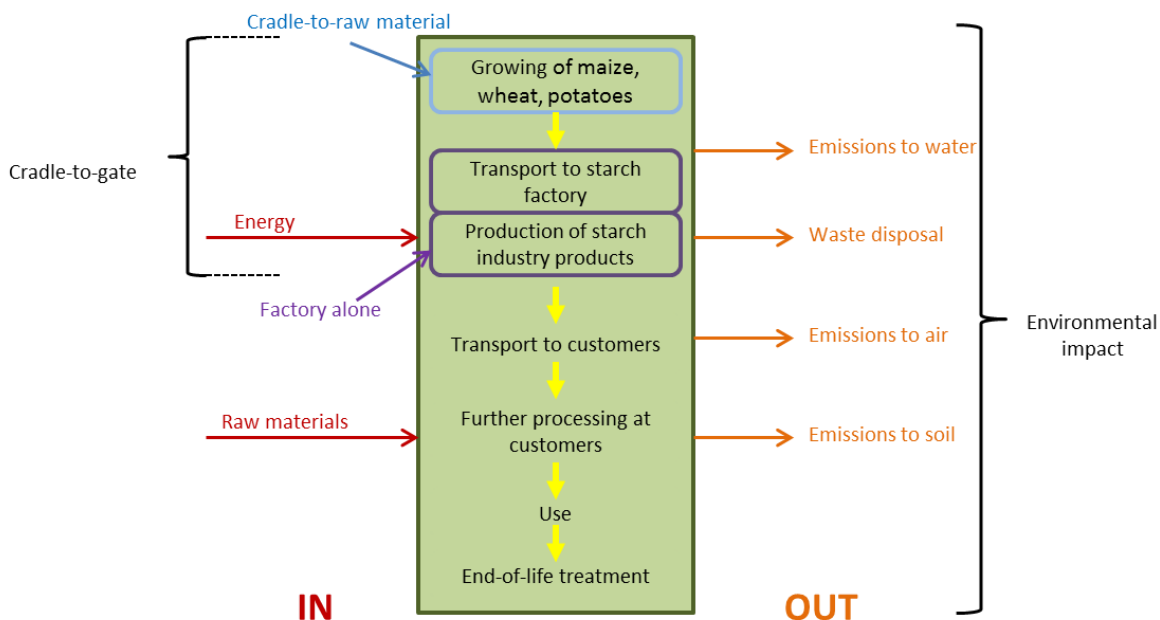 Cradle-to-raw material
Growing of maize,
wheat, potatoes
Cradle-to-gate
Transport to starch
factory
Energy
Production of starch
industry products
Factory alone
Transport to customers
Raw materials
Further processing at
customers
Use
End-of-life treatment
IN
Emissions to water
Waste disposal
Emissions to air
Emissions to soil
Environmental
impact
OUT